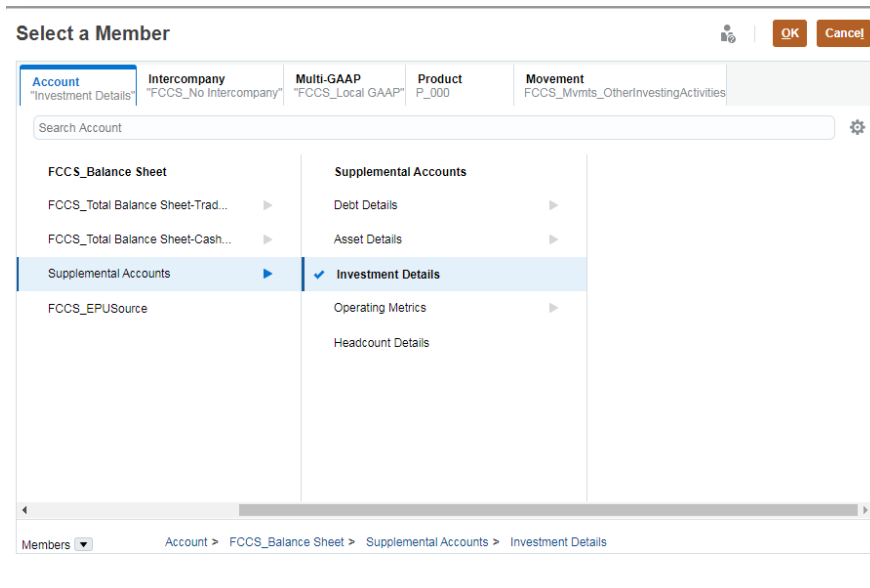 Select a Member
OK
Cancel
Account
"Investment Details"
Intercompany
"FCCS_No Intercompany"
Multi-GAAP
"FCCS_Local GAAP"
Product
P_000
Movement
FCCS_Mvmts_OtherInvestingActivities
Search Account
FCCS_Balance Sheet
FCCS_Total Balance Sheet-Trad...
FCCS_Total Balance Sheet-Cash...
Supplemental Accounts
FCCS_EPUSource
Supplemental Accounts
Debt Details
Asset Details
Investment Details
Operating Metrics
Headcount Details
Members
Account > FCCS_Balance Sheet > Supplemental Accounts > Investment Details